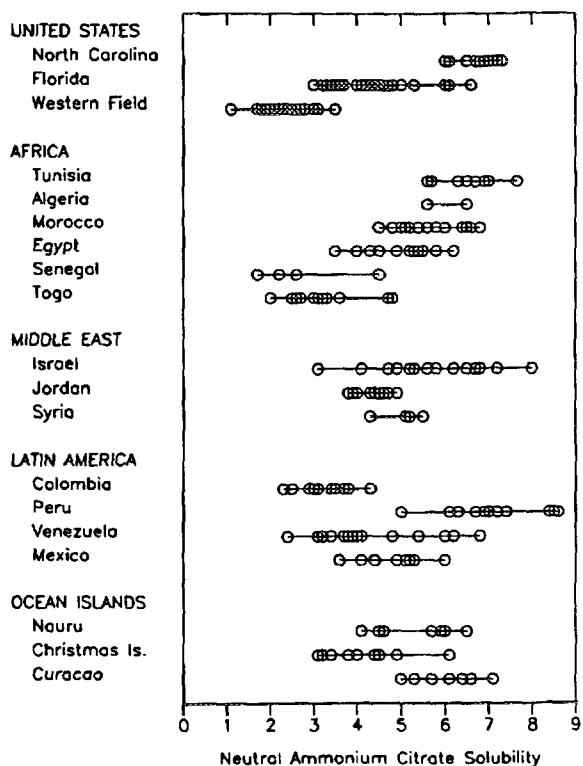 UNITED STATES
North Carolina
Florida
Western Field
AFRICA
Tunisia
Algeria
Morocco
Egypt
Senegal
Togo
MIDDLE EAST
Israel
Jordan
Syria
LATIN AMERICA
Colombia
Peru
Venezuela
Mexico
OCEAN ISLANDS
Nauru
Christmas Is.
Curacao
0 1 2 3 4 5 6 7 8 9
Neutral Ammonium Citrate Solubility